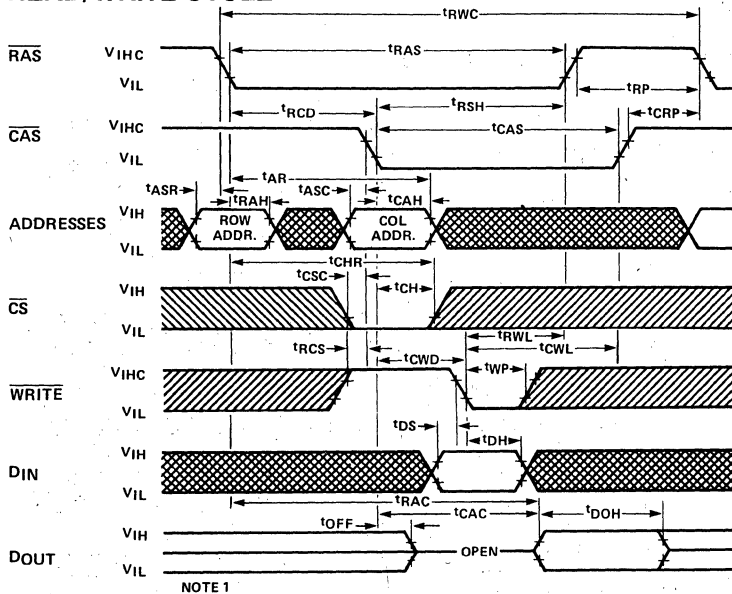 tRWC
RAS
VIHC
VIL
tRAS
tRP
tRCD
tRSH
tCRP
CAS
VIHC
VIL
tCAS
tAR
tASR
tRAH
tASC
tCAH
ADDRESSES
VIH
VIL
ROW ADDR.
COL ADDR.
tCHR
tCSC
tCH
CS
VIH
VIL
tRWL
tCWL
tRCS
tCWD
tWP
WRITE
VIHC
VIL
tDS
tDH
DIN
VIH
VIL
tRAC
tCAC
tDOH
tOFF
DOUT
VIH
VIL
OPEN
NOTE 1